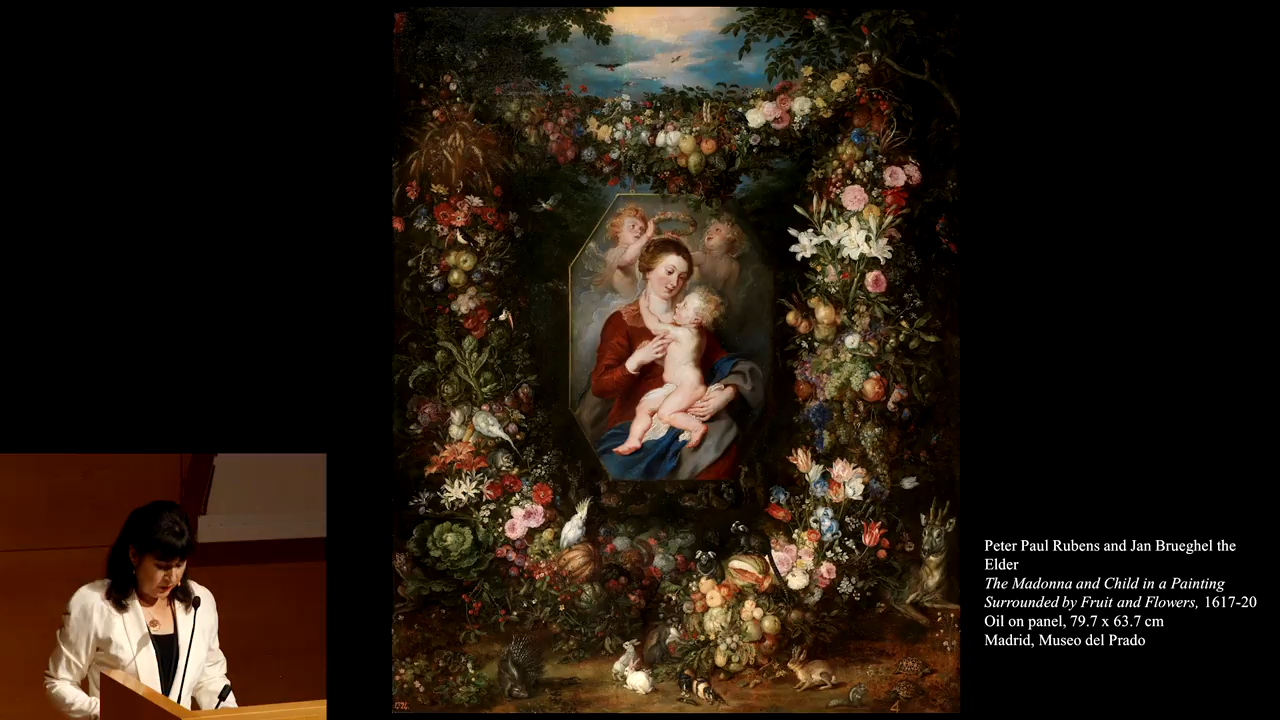 Peter Paul Rubens and Jan Brueghel the
Elder
The Madonna and Child in a Painting
Surrounded by Fruit and Flowers, 1617-20
Oil on panel, 79.7 x 63.7 cm
Madrid, Museo del Prado
4